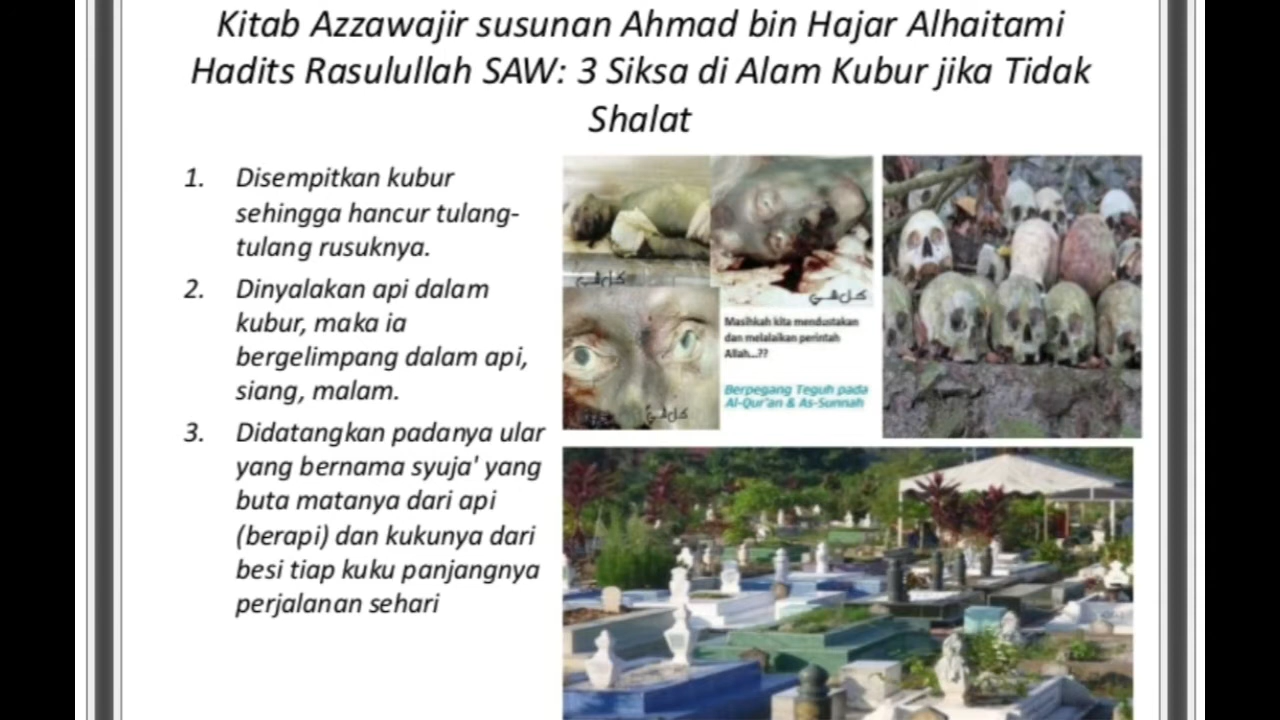 Kitab Azzawajir susunan Ahmad bin Hajar Alhaitami
Hadits Rasulullah SAW: 3 Siksa di Alam Kubur jika Tidak
Shalat
1. Disempitkan kubur
sehingga hancur tulang-
tulang rusuknya.
2. Dinyalakan api dalam
kubur, maka ia
bergelimpang dalam api,
siang, malam.
3. Didatangkan padanya ular
yang bernama syuja' yang
buta matanya dari api
(berapi) dan kukunya dari
besi tiap kuku panjangnya
perjalanan sehari
Masihkah kita mendustakan
dan melalaikan perintah
Allah...??
Berpegang Teguh pada
Al-Qur'an & As-Sunnah